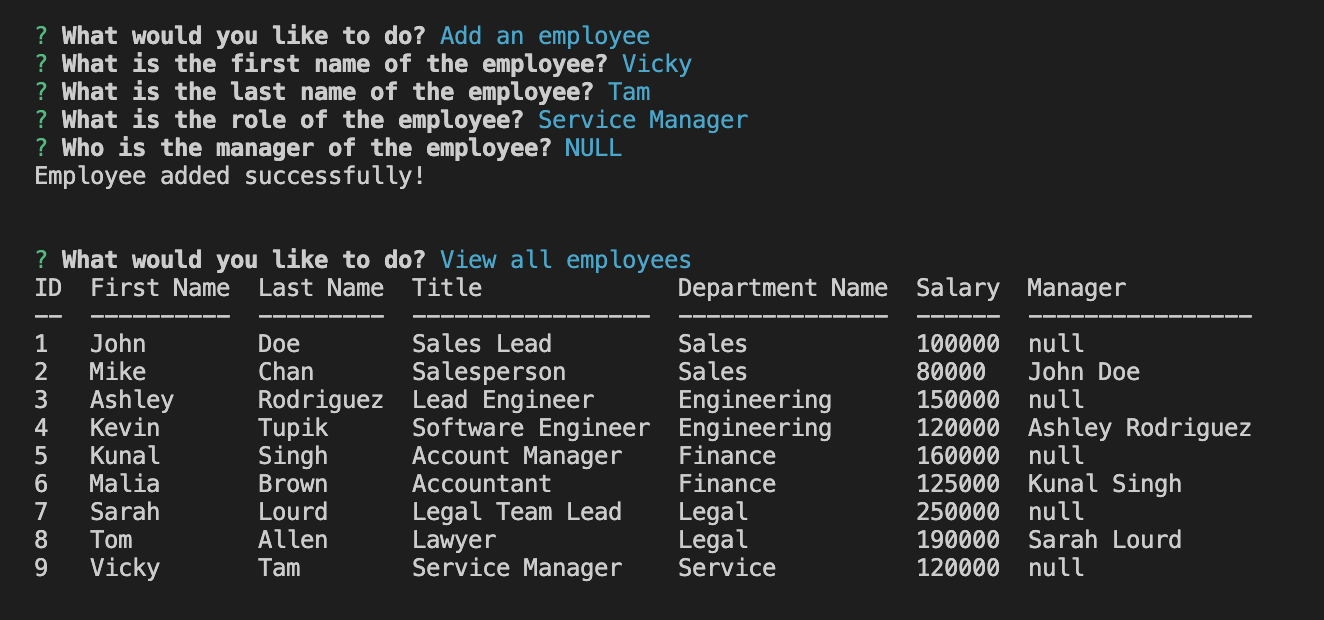 ? What would you like to do? Add an employee
? What is the first name of the employee? Vicky
? What is the last name of the employee? Tam
? What is the role of the employee? Service Manager
? Who is the manager of the employee? NULL
Employee added successfully!
? What would you like to do? View all employees
ID  First Name  Last Name  Title              Department Name  Salary  Manager
--  ----------  ---------  -----------------  ---------------  ------  ----------------
1   John        Doe        Sales Lead         Sales            100000  null
2   Mike        Chan       Salesperson        Sales            80000   John Doe
3   Ashley      Rodriguez  Lead Engineer      Engineering      150000  null
4   Kevin       Tupik      Software Engineer  Engineering      120000  Ashley Rodriguez
5   Kunal       Singh      Account Manager    Finance          160000  null
6   Malia       Brown      Accountant         Finance          125000  Kunal Singh
7   Sarah       Lourd      Legal Team Lead    Legal            250000  null
8   Tom         Allen      Lawyer             Legal            190000  Sarah Lourd
9   Vicky       Tam        Service Manager    Service          120000  null